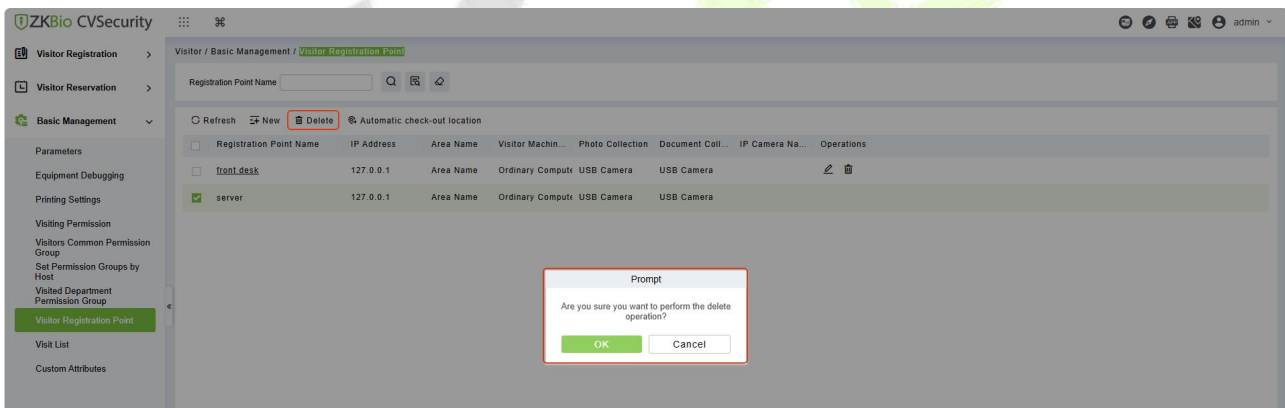 ZKBio CVSecurity
admin
Visitor Registration
Visitor Reservation
Basic Management
Parameters
Equipment Debugging
Printing Settings
Visiting Permission
Visitors Common Permission
Group
Set Permission Groups by
Host
Visited Department
Permission Group
Visitor Registration Point
Visit List
Custom Attributes
Visitor / Basic Management / Visitor Registration Point
Registration Point Name
Refresh New Delete Automatic check-out location
Registration Point Name IP Address Area Name Visitor Machin... Photo Collection Document Coll... IP Camera Na... Operations
front desk 127.0.0.1 Area Name Ordinary Compute USB Camera USB Camera
server 127.0.0.1 Area Name Ordinary Compute USB Camera USB Camera
Prompt
Are you sure you want to perform the delete
operation?
OK Cancel